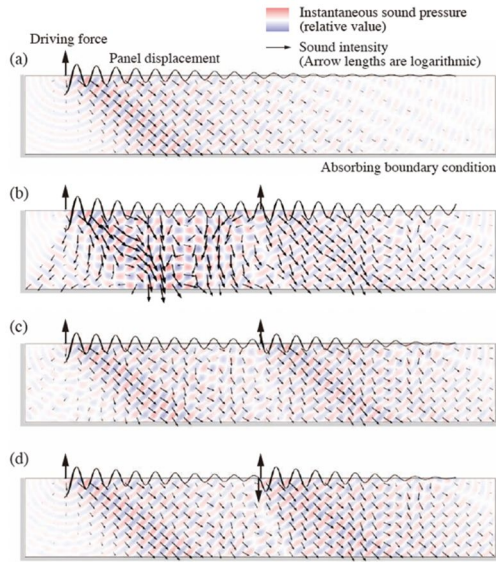 Instantaneous sound pressure
(relative value)
Driving force
Sound intensity
(Arrow lengths are logarithmic)
Panel displacement
(a)
Absorbing boundary condition
(b)
(c)
(d)